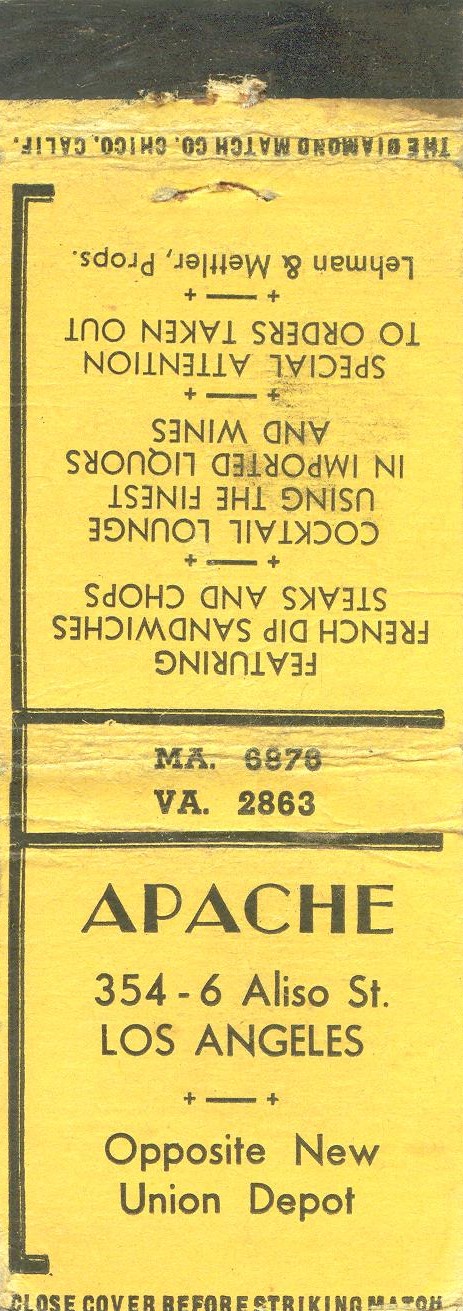 THE DIAMOND MATCH CO. CHICO, CALIF.
FEATURING
FRENCH DIP SANDWICHES
STEAKS AND CHOPS
COCKTAIL LOUNGE
USING THE FINEST
IN IMPORTED LIQUORS
AND WINES
SPECIAL ATTENTION
TO ORDERS TAKEN OUT
Lehman & Mettler, Props.
MA. 6876
VA. 2863
APACHE
354-6 Aliso St.
LOS ANGELES
Opposite New
Union Depot
CLOSE COVER BEFORE STRIKING MATCH